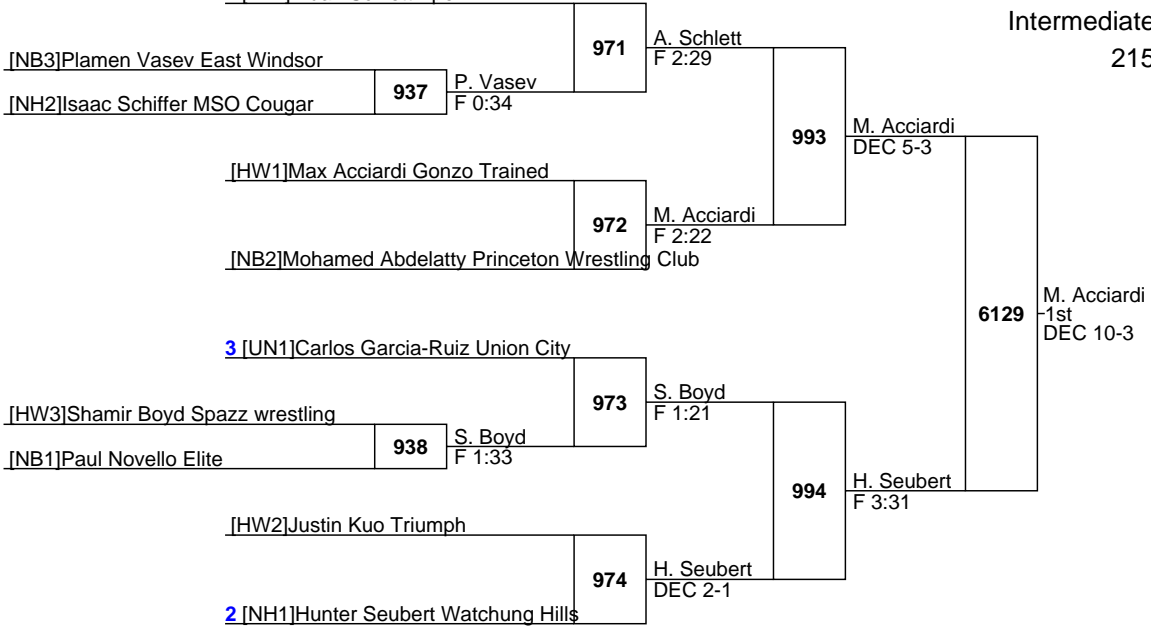 Intermediate
215
971
A. Schlett
F 2:29
[NB3]Plamen Vasev East Windsor
937
P. Vasev
F 0:34
[NH2]Isaac Schiffer MSO Cougar
993
M. Acciardi
DEC 5-3
[HW1]Max Acciardi Gonzo Trained
972
M. Acciardi
F 2:22
[NB2]Mohamed Abdelatty Princeton Wrestling Club
6129
M. Acciardi
1st
DEC 10-3
3 [UN1]Carlos Garcia-Ruiz Union City
973
S. Boyd
F 1:21
[HW3]Shamir Boyd Spazz wrestling
938
S. Boyd
F 1:33
[NB1]Paul Novello Elite
994
H. Seubert
F 3:31
[HW2]Justin Kuo Triumph
974
H. Seubert
DEC 2-1
2 [NH1]Hunter Seubert Watchung Hills